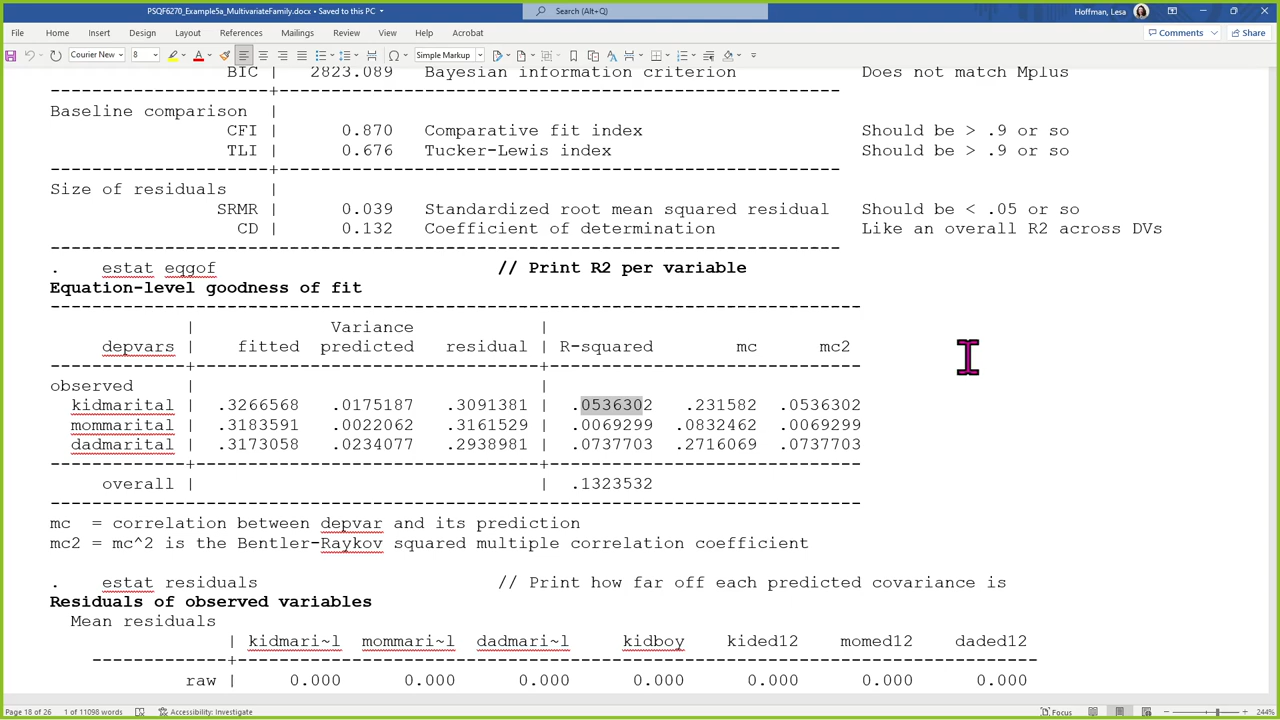 PSQF6270_Example5a_MultivariateFamily.docx • Saved to this PC
Search (Alt+Q)
Hoffman, Lesa
File Home Insert Draw Design Layout References Mailings Review View Help Acrobat
Comments Share
Courier New 8 Simple Markup
BIC | 2823.089 Bayesian information criterion Does not match Mplus
---------------------+------------------------------------------------------
Baseline comparison |
CFI | 0.870 Comparative fit index Should be > .9 or so
TLI | 0.676 Tucker-Lewis index Should be > .9 or so
---------------------+------------------------------------------------------
Size of residuals |
SRMR | 0.039 Standardized root mean squared residual Should be < .05 or so
CD | 0.132 Coefficient of determination Like an overall R2 across DVs
----------------------------------------------------------------------------
. estat eqgof // Print R2 per variable
Equation-level goodness of fit
------------------------------------------------------------------------------
| Variance |
depvars | fitted predicted residual | R-squared mc mc2
-------------+---------------------------------+------------------------------
observed | |
kidmarital | .3266568 .0175187 .3091381 | .0536302 .231582 .0536302
mommarital | .3183591 .0022062 .3161529 | .0069299 .0832462 .0069299
dadmarital | .3173058 .0234077 .2938981 | .0737703 .2716069 .0737703
-------------+---------------------------------+------------------------------
overall | | .1323532
------------------------------------------------------------------------------
mc = correlation between depvar and its prediction
mc2 = mc^2 is the Bentler-Raykov squared multiple correlation coefficient
. estat residuals // Print how far off each predicted covariance is
Residuals of observed variables
Mean residuals
| kidmari~l mommari~l dadmari~l kidboy kided12 momed12 daded12
-------------+-----------------------------------------------------------------------------
raw | 0.000 0.000 0.000 0.000 0.000 0.000 0.000
Page 18 of 26 1 of 11098 words Accessibility: Investigate Focus 244%